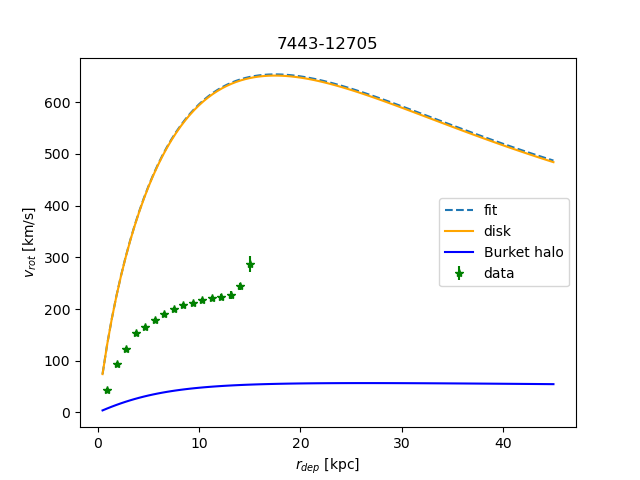 7443-12705
600
500
400
300
200
100
0
v_rot [km/s]
fit
disk
Burket halo
data
0 10 20 30 40
r_dep [kpc]